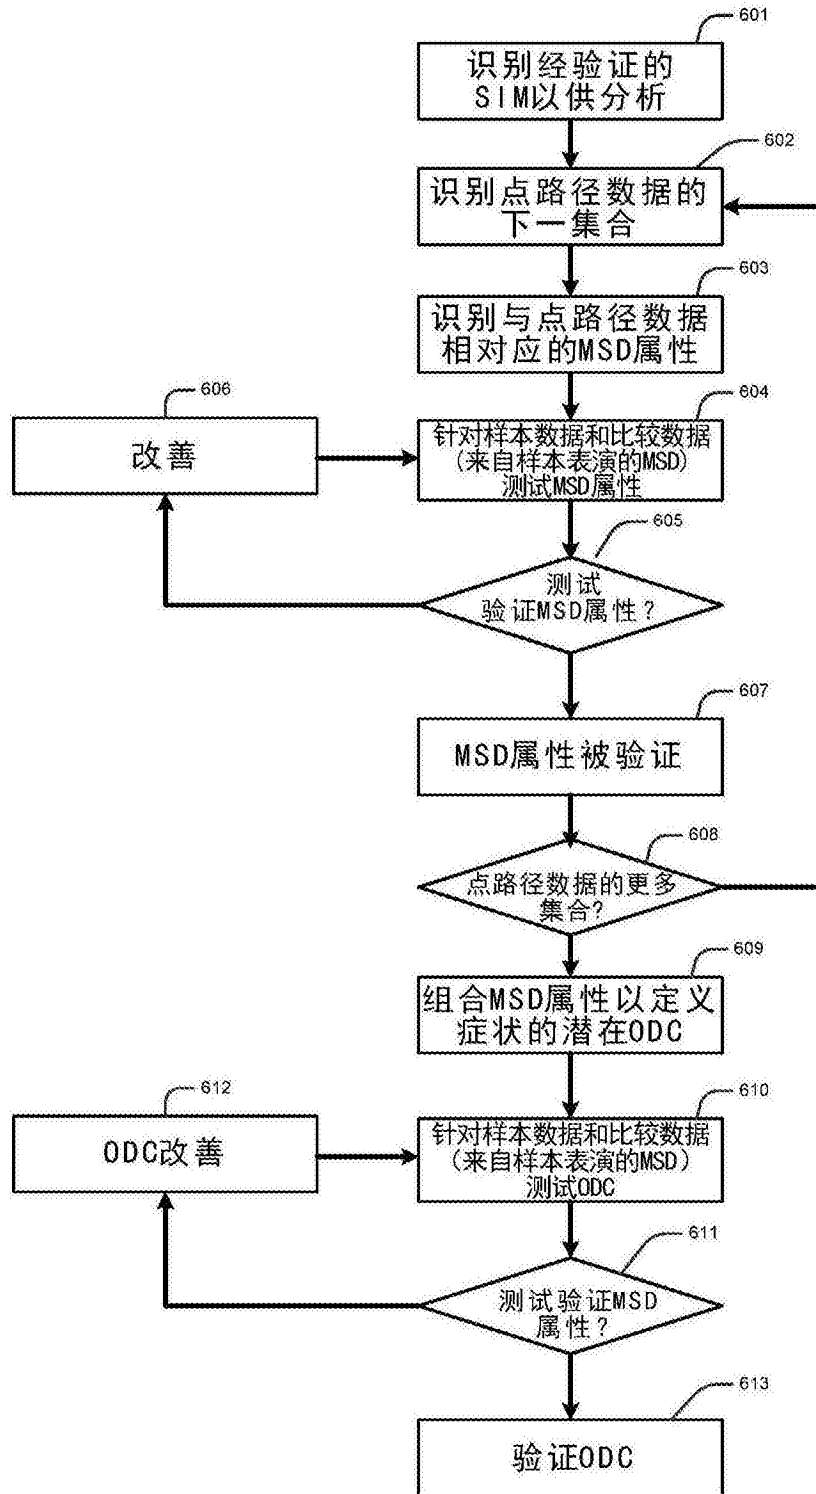 601
识别经验证的
SIM以供分析
602
识别点路径数据的
下一集合
603
识别与点路径数据
相对应的MSD属性
604
针对样本数据和比较数据
(来自样本表演的MSD)
测试MSD属性
606
改善
605
测试
验证MSD属性？
607
MSD属性被验证
608
点路径数据的更多
集合？
609
组合MSD属性以定义
症状的潜在ODC
610
针对样本数据和比较数据
(来自样本表演的MSD)
测试ODC
612
ODC改善
611
测试验证MSD
属性？
613
验证ODC